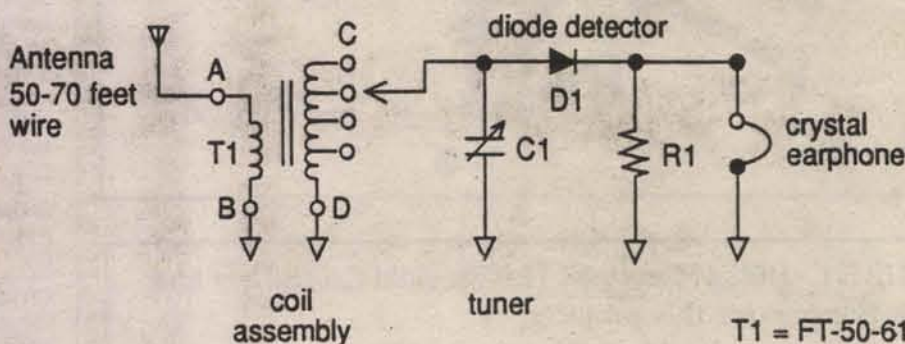 Antenna
50-70 feet
wire
A
T1
B
C
D
coil
assembly
diode detector
D1
C1
tuner
R1
crystal
earphone
T1 = FT-50-61